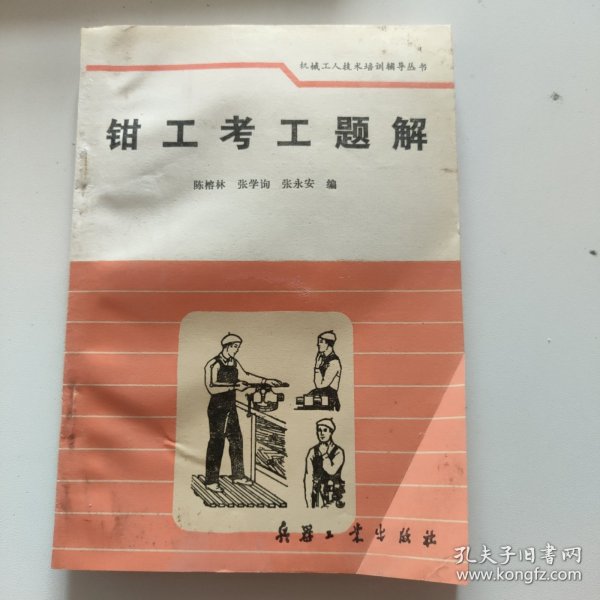 机械工人技术培训辅导丛书
钳工考工题解
陈榕林 张学询 张永安 编
兵器工业出版社
孔夫子旧书网
www.kongfz.com